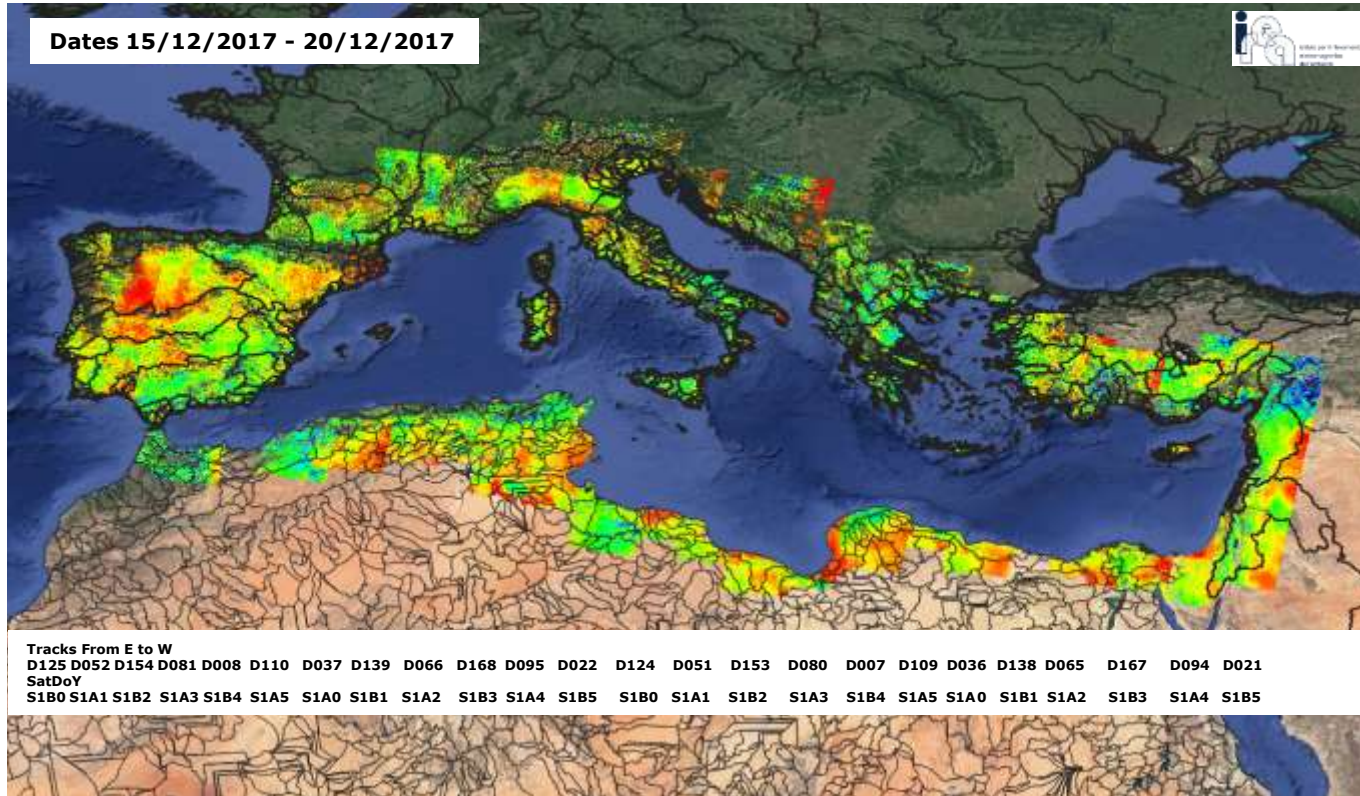 Dates 15/12/2017 - 20/12/2017
Tracks From E to W
D125 D052 D154 D081 D008 D110 D037 D139 D066 D168 D095 D022 D124 D051 D153 D080 D007 D109 D036 D138 D065 D167 D094 D021
SatDoY
S1B0 S1A1 S1B2 S1A3 S1B4 S1A5 S1A0 S1B1 S1A2 S1B3 S1A4 S1B5 S1B0 S1A1 S1B2 S1A3 S1B4 S1A5 S1A0 S1B1 S1A2 S1B3 S1A4 S1B5